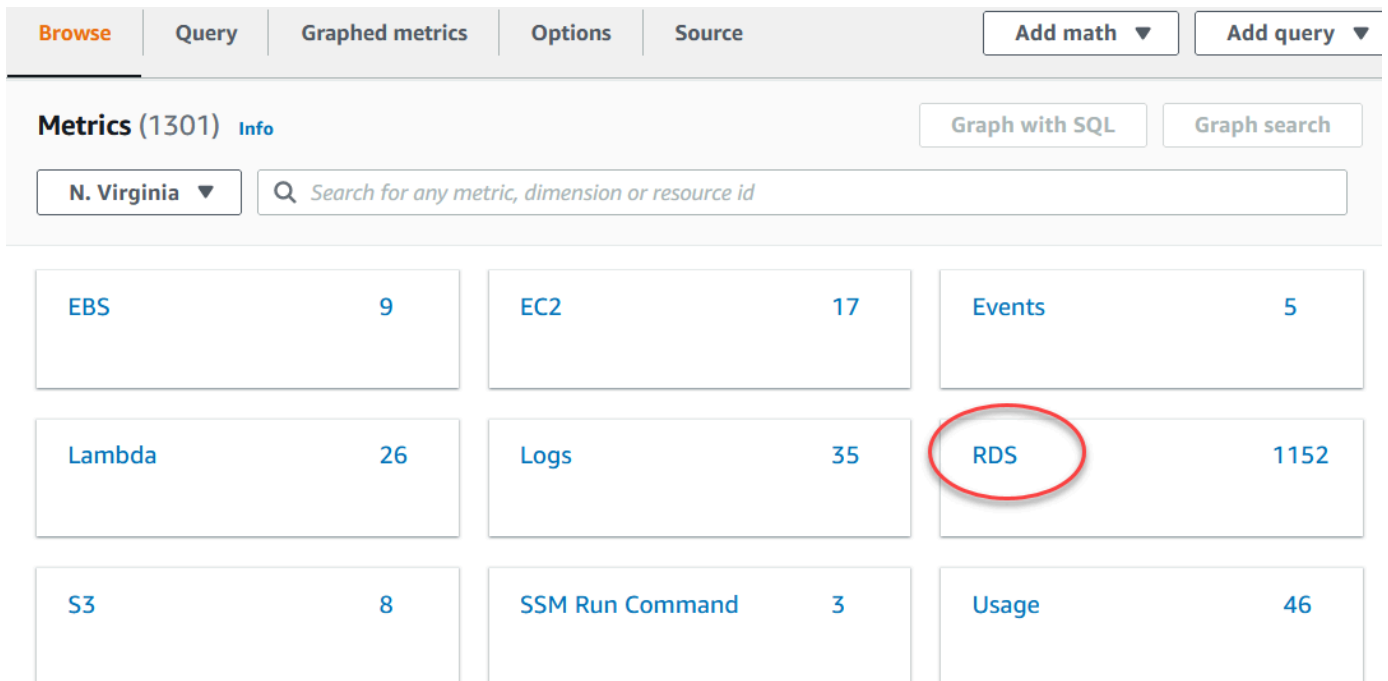 Browse Query Graphed metrics Options Source Add math Add query
Metrics (1301) Info Graph with SQL Graph search
N. Virginia Search for any metric, dimension or resource id
EBS 9 EC2 17 Events 5
Lambda 26 Logs 35 RDS 1152
S3 8 SSM Run Command 3 Usage 46